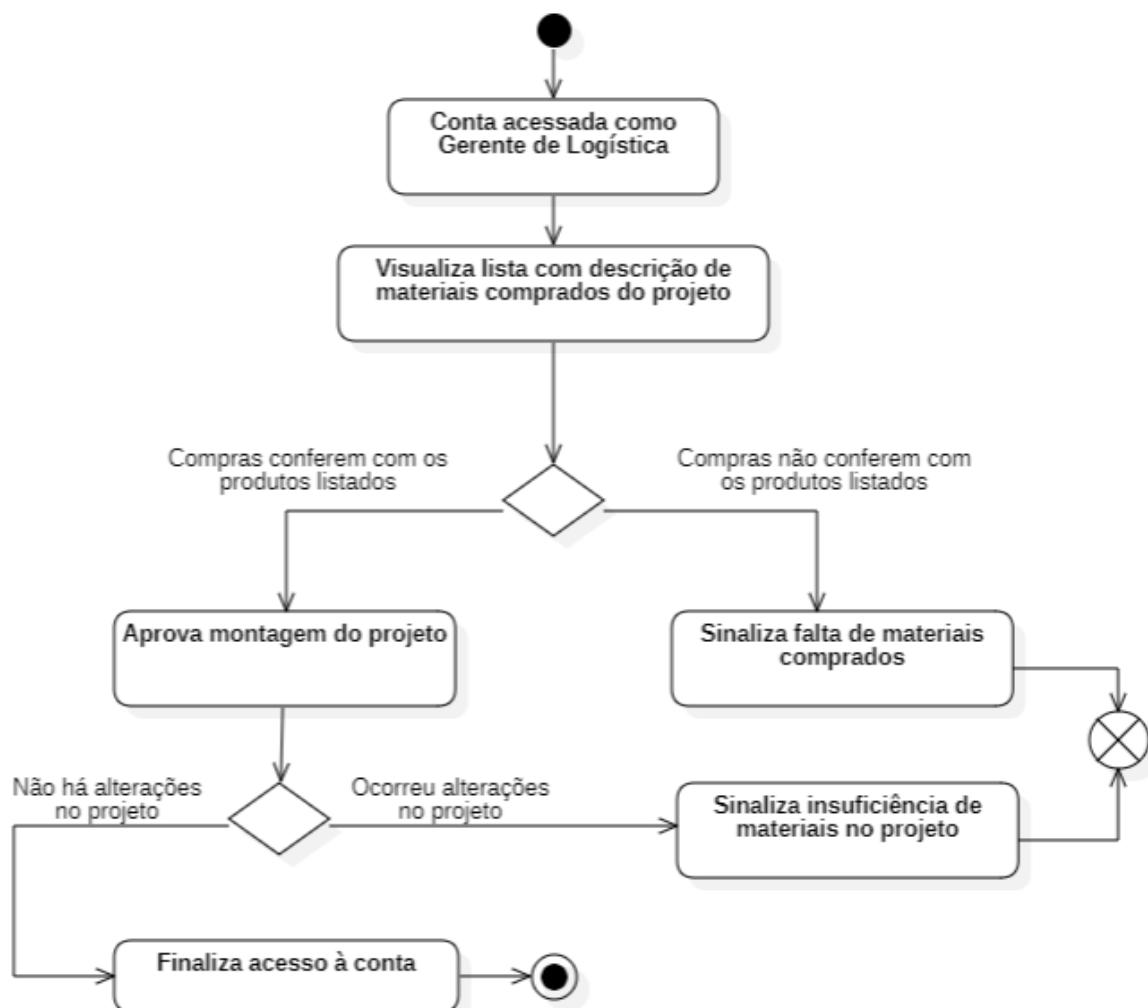 Conta acessada como
Gerente de Logística
Visualiza lista com descrição de
materiais comprados do projeto
Compras conferem com os
produtos listados
Compras não conferem com
os produtos listados
Aprova montagem do projeto
Sinaliza falta de materiais
comprados
Não há alterações
no projeto
Ocorreu alterações
no projeto
Sinaliza insuficiência de
materiais no projeto
Finaliza acesso à conta